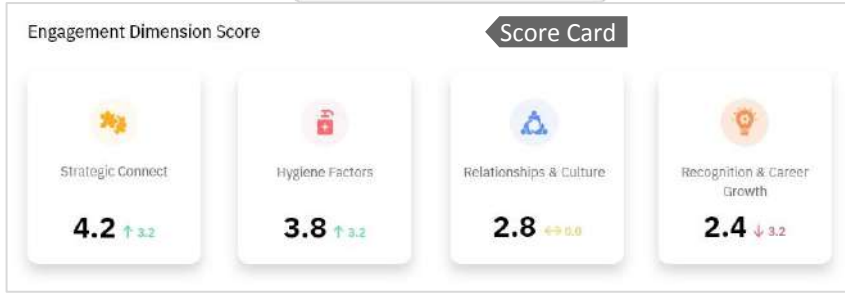 Engagement Dimension Score
Score Card
Strategic Connect
4.2 ↑ 3.2
Hygiene Factors
3.8 ↑ 3.2
Relationships & Culture
2.8 ↔ 0.0
Recognition & Career
Growth
2.4 ↓ 3.2